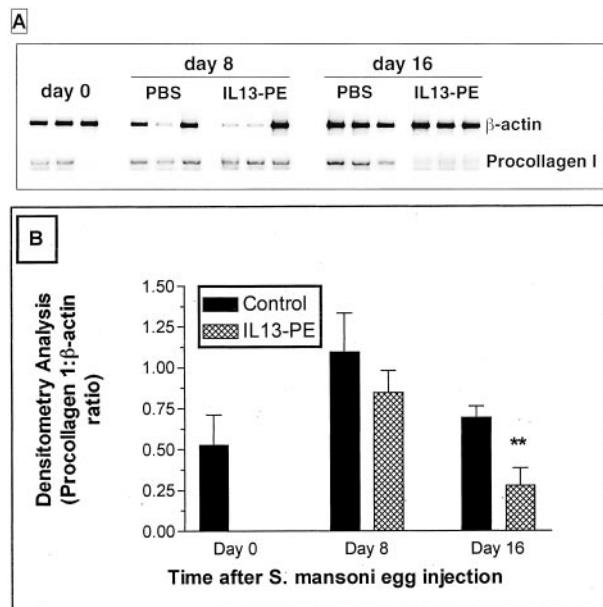 A
day 0
day 8
day 16
PBS
IL13-PE
PBS
IL13-PE
β-actin
Procollagen I
B
Densitometry Analysis
(Procollagen 1:β-actin
ratio)
1.50
1.25
1.00
0.75
0.50
0.25
0.00
Control
IL13-PE
**
Day 0
Day 8
Day 16
Time after S. mansoni egg injection